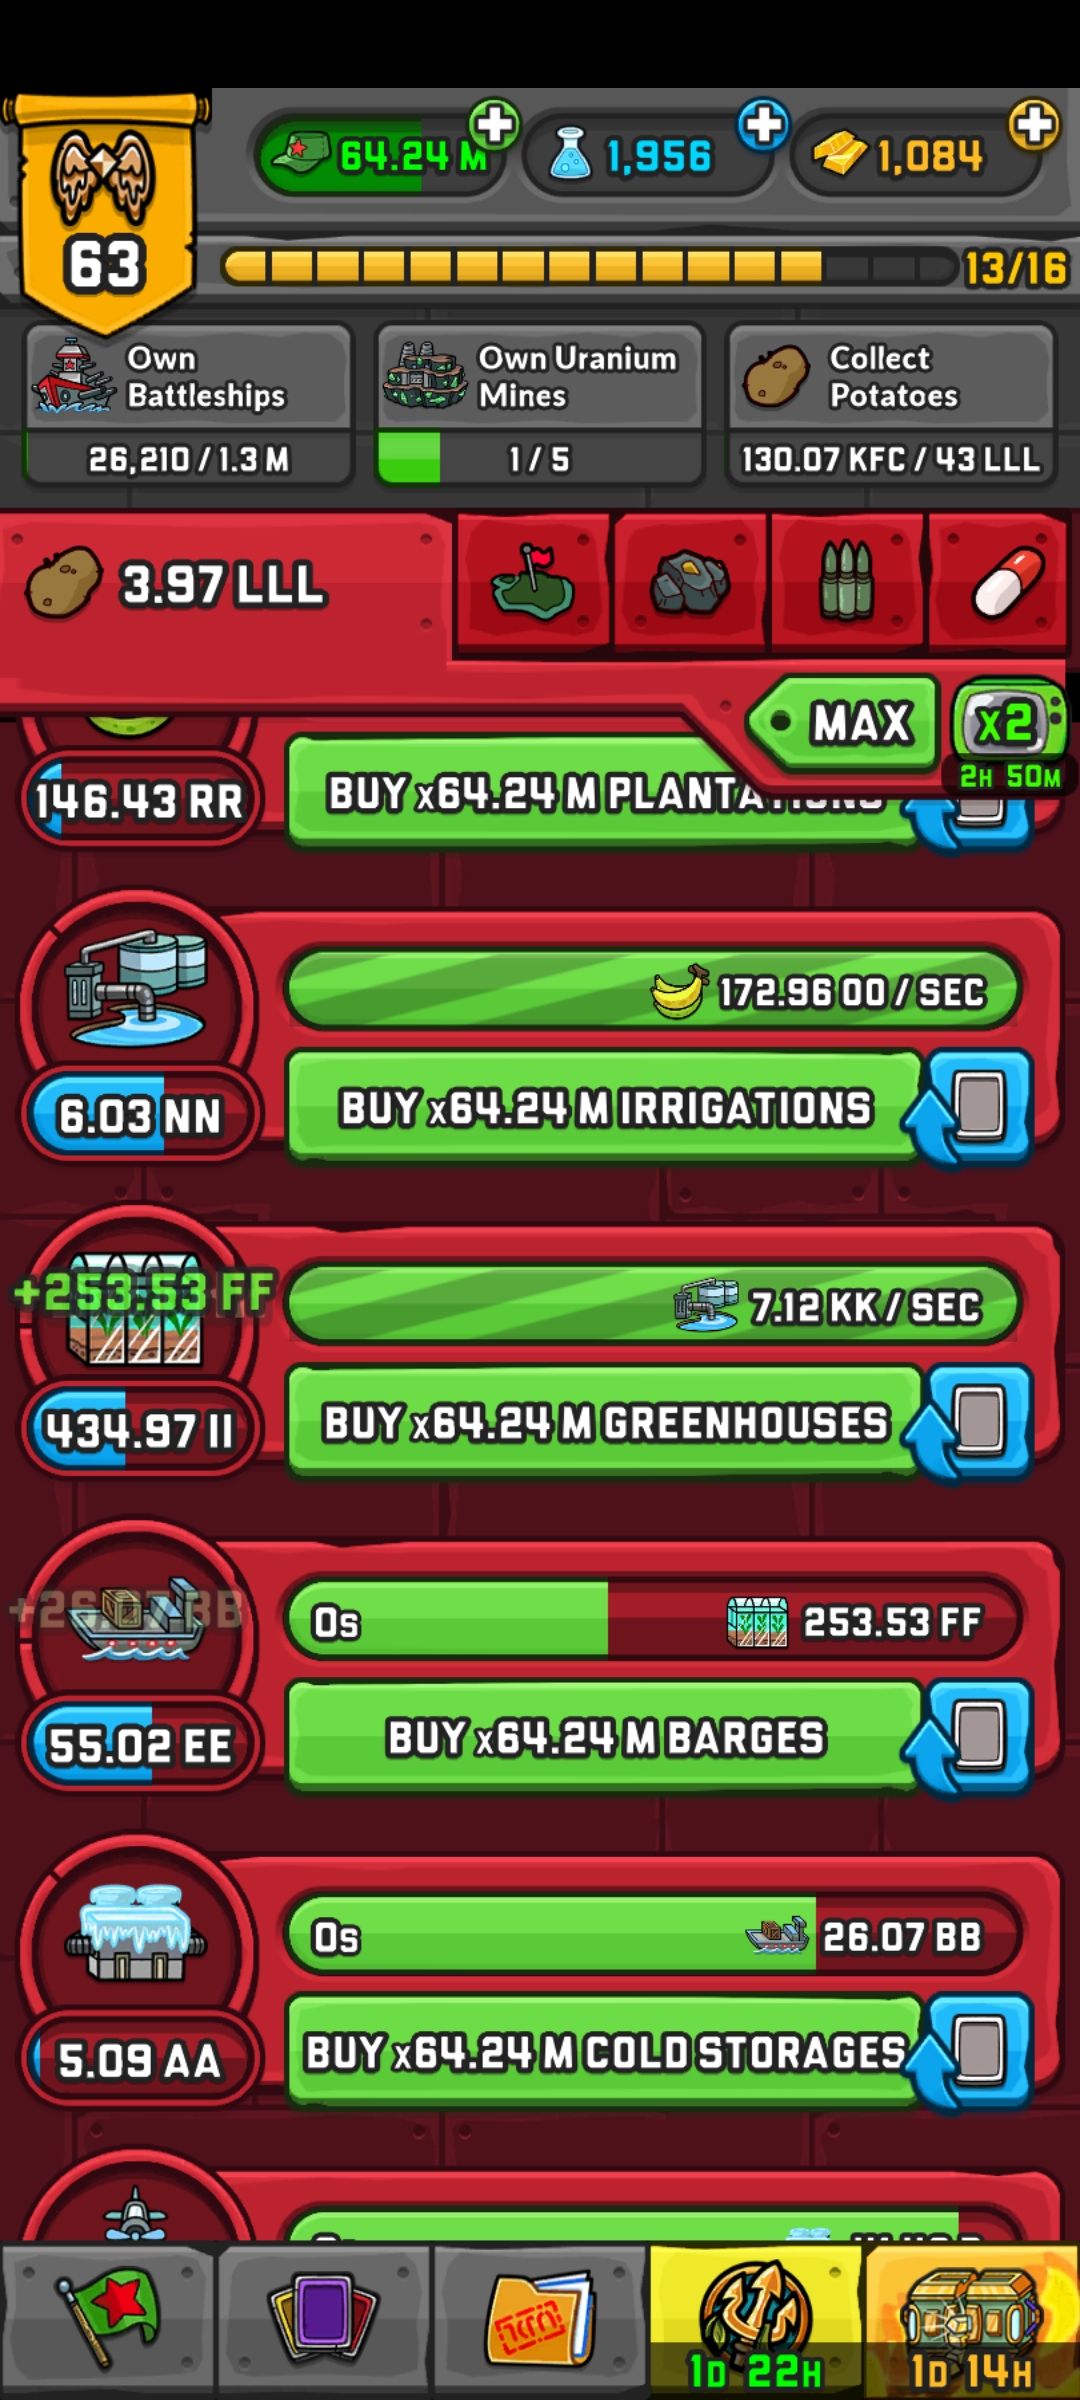 64.24 M
1,956
1,084
63
13/16
Own
Battleships
26,210 / 1.3 M
Own Uranium
Mines
1 / 5
Collect
Potatoes
130.07 KFC / 43 LLL
3.97 LLL
MAX
x2
2H 50M
146.43 RR
BUY x64.24 M PLANTATIONS
172.96 OO / SEC
6.03 NN
BUY x64.24 M IRRIGATIONS
+253.53 FF
7.12 KK / SEC
434.97 II
BUY x64.24 M GREENHOUSES
+26.07 BB
0s
253.53 FF
55.02 EE
BUY x64.24 M BARGES
0s
26.07 BB
5.09 AA
BUY x64.24 M COLD STORAGES
1D 22H
1D 14H